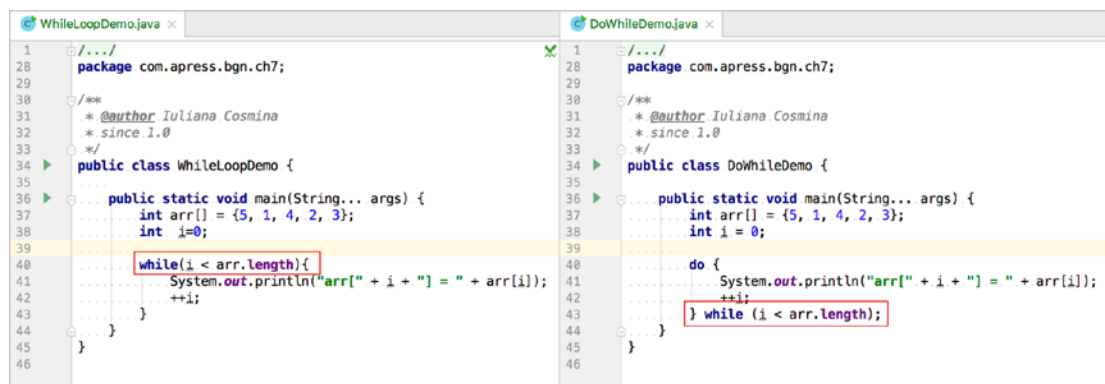 WhileLoopDemo.java ×
1 /.../
28 package com.apress.bgn.ch7;
29
30 /**
31 * @author Iuliana Cosmina
32 * since 1.0
33 */
34 public class WhileLoopDemo {
35
36 public static void main(String... args) {
37 int arr[] = {5, 1, 4, 2, 3};
38 int i=0;
39
40 while(i < arr.length){
41 System.out.println("arr[" + i + "] = " + arr[i]);
42 ++i;
43 }
44 }
45 }
46
DoWhileDemo.java ×
1 /.../
28 package com.apress.bgn.ch7;
29
30 /**
31 * @author Iuliana Cosmina
32 * since 1.0
33 */
34 public class DoWhileDemo {
35
36 public static void main(String... args) {
37 int arr[] = {5, 1, 4, 2, 3};
38 int i = 0;
39
40 do {
41 System.out.println("arr[" + i + "] = " + arr[i]);
42 ++i;
43 } while (i < arr.length);
44 }
45 }
46